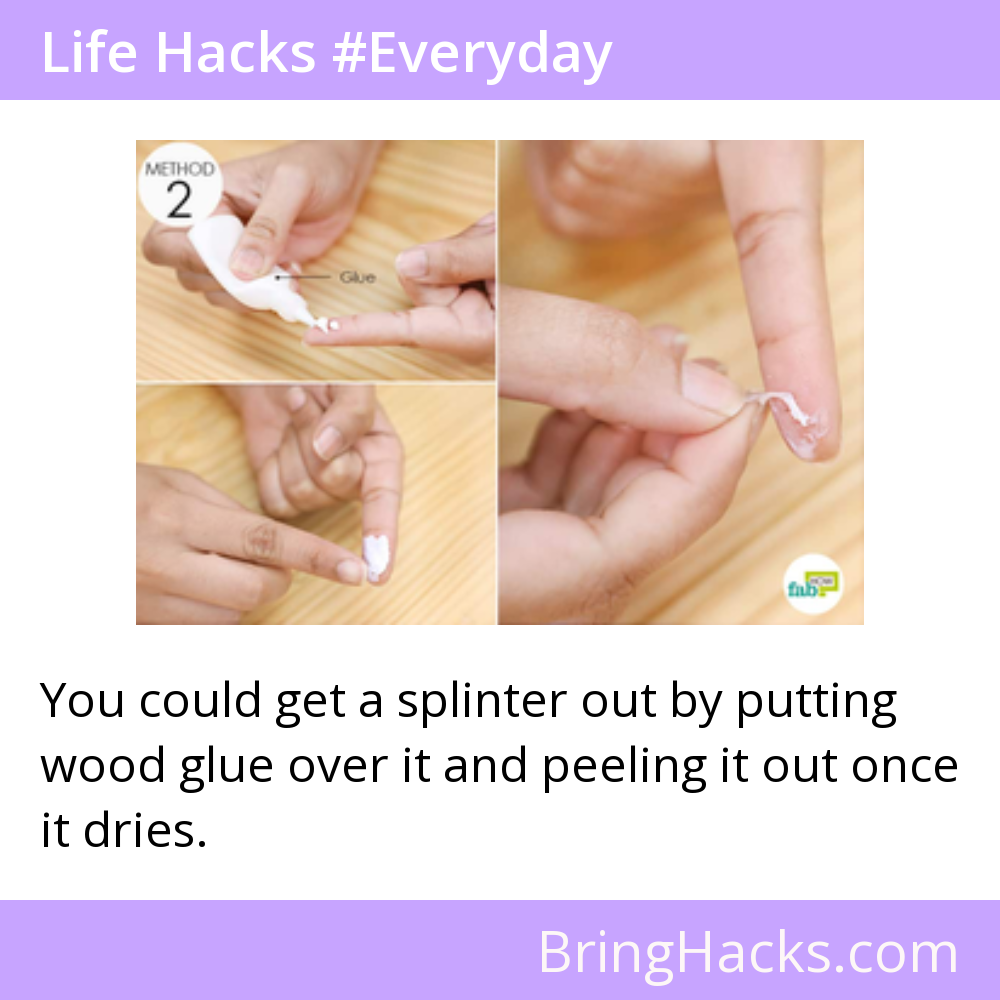 Life Hacks #Everyday
METHOD
2
Glue
fab
HOW
You could get a splinter out by putting
wood glue over it and peeling it out once
it dries.
BringHacks.com